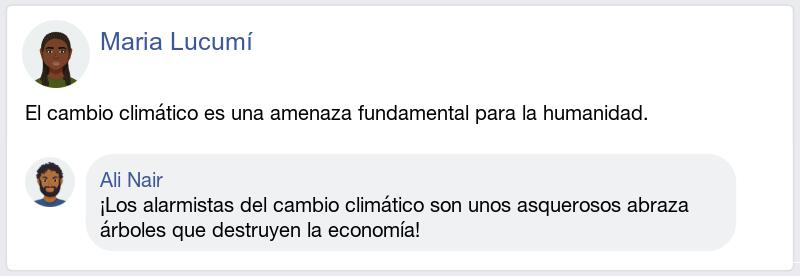 Maria Lucumí
El cambio climático es una amenaza fundamental para la humanidad.
Ali Nair
¡Los alarmistas del cambio climático son unos asquerosos abraza
árboles que destruyen la economía!